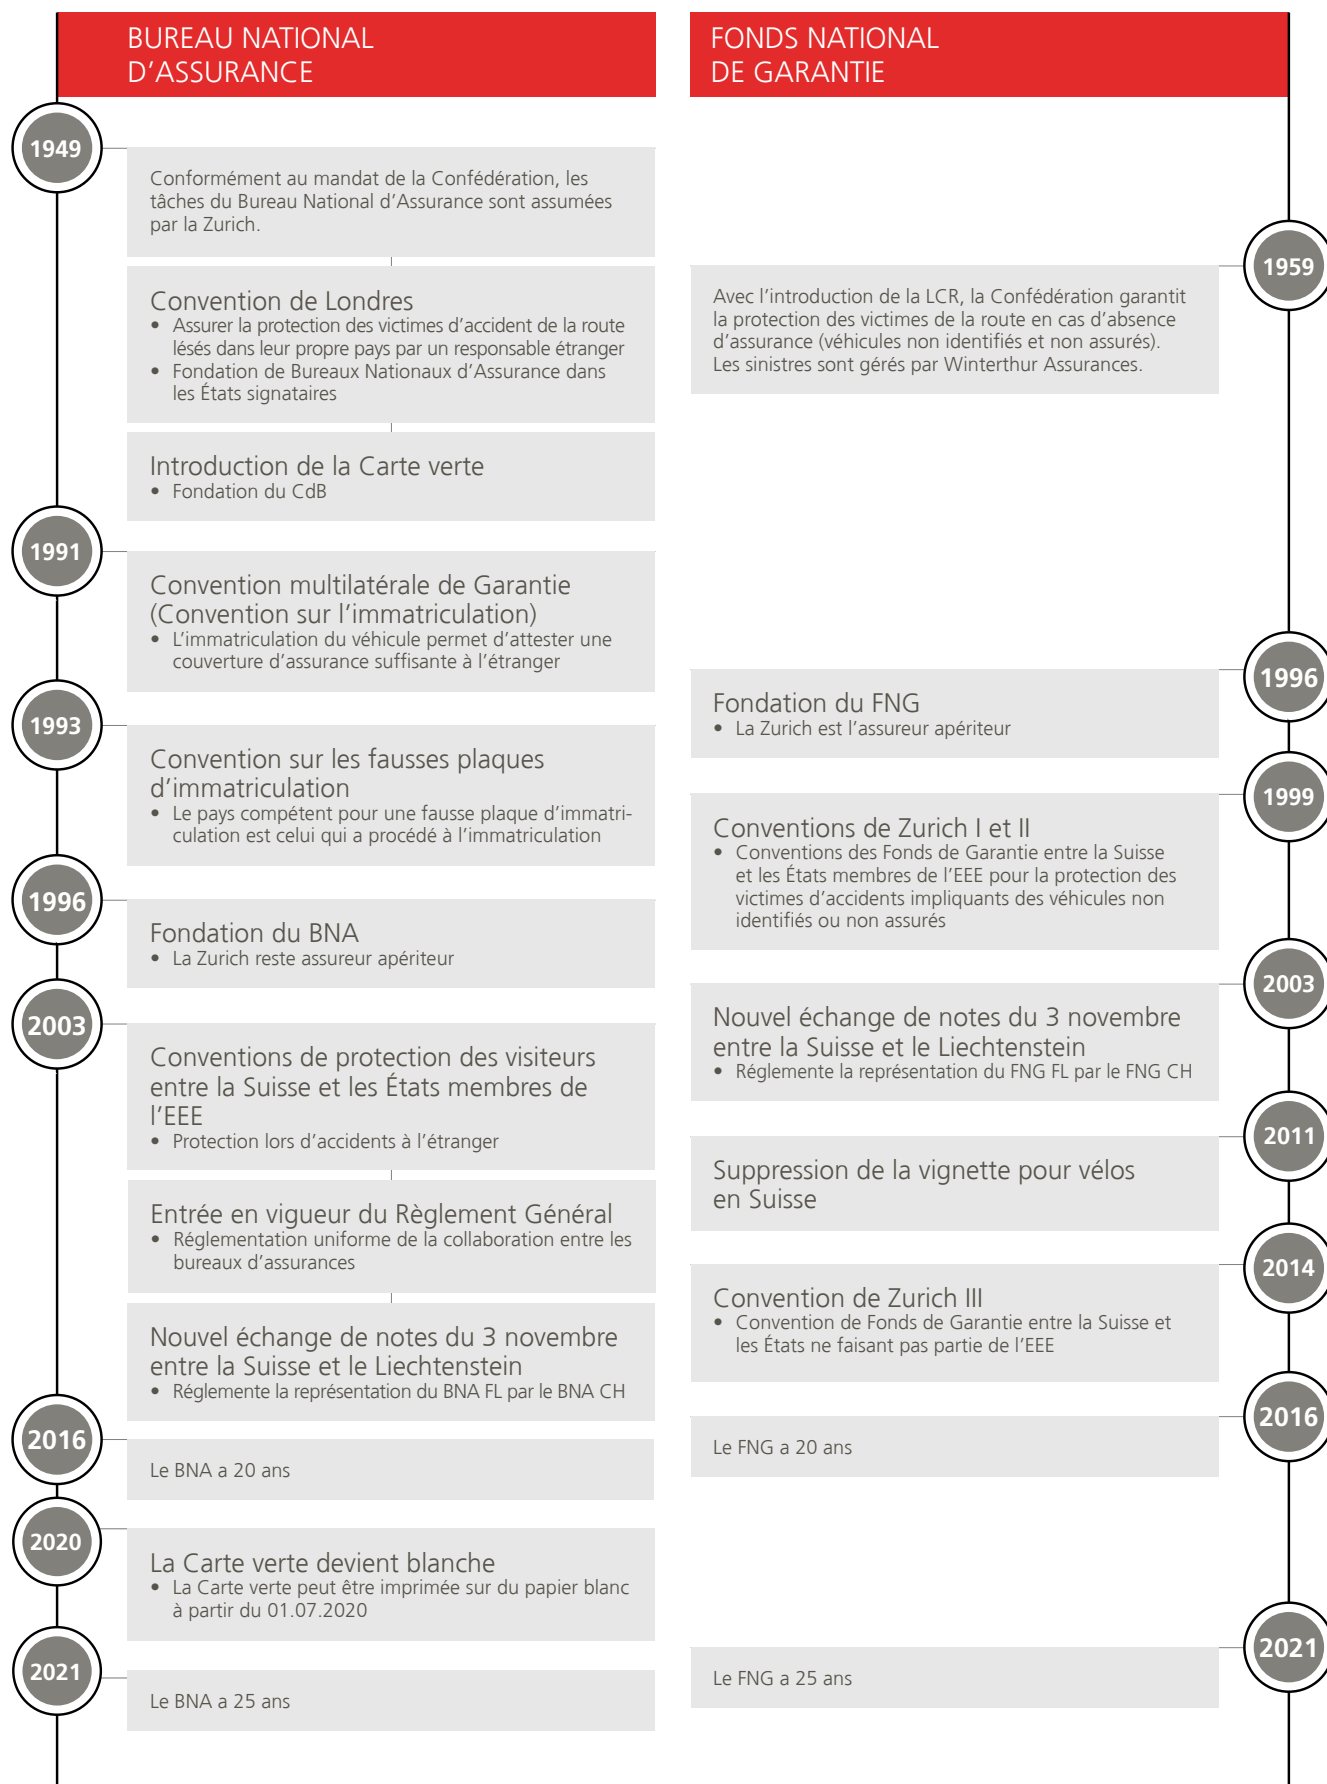 BUREAU NATIONAL
D’ASSURANCE
1949
Conformément au mandat de la Confédération, les
tâches du Bureau National d’Assurance sont assumées
par la Zurich.
Convention de Londres
• Assurer la protection des victimes d’accident de la route
lésés dans leur propre pays par un responsable étranger
• Fondation de Bureaux Nationaux d’Assurance dans
les États signataires
Introduction de la Carte verte
• Fondation du CdB
1991
Convention multilatérale de Garantie
(Convention sur l’immatriculation)
• L’immatriculation du véhicule permet d’attester une
couverture d’assurance suffisante à l’étranger
1993
Convention sur les fausses plaques
d’immatriculation
• Le pays compétent pour une fausse plaque d’immatri-
culation est celui qui a procédé à l’immatriculation
1996
Fondation du BNA
• La Zurich reste assureur apériteur
2003
Conventions de protection des visiteurs
entre la Suisse et les États membres de
l’EEE
• Protection lors d’accidents à l’étranger
Entrée en vigueur du Règlement Général
• Réglementation uniforme de la collaboration entre les
bureaux d’assurances
Nouvel échange de notes du 3 novembre
entre la Suisse et le Liechtenstein
• Réglemente la représentation du BNA FL par le BNA CH
2016
Le BNA a 20 ans
2020
La Carte verte devient blanche
• La Carte verte peut être imprimée sur du papier blanc
à partir du 01.07.2020
2021
Le BNA a 25 ans
FONDS NATIONAL
DE GARANTIE
1959
Avec l’introduction de la LCR, la Confédération garantit
la protection des victimes de la route en cas d’absence
d’assurance (véhicules non identifiés et non assurés).
Les sinistres sont gérés par Winterthur Assurances.
1996
Fondation du FNG
• La Zurich est l’assureur apériteur
1999
Conventions de Zurich I et II
• Conventions des Fonds de Garantie entre la Suisse
et les États membres de l’EEE pour la protection des
victimes d’accidents impliquants des véhicules non
identifiés ou non assurés
2003
Nouvel échange de notes du 3 novembre
entre la Suisse et le Liechtenstein
• Réglemente la représentation du FNG FL par le FNG CH
2011
Suppression de la vignette pour vélos
en Suisse
2014
Convention de Zurich III
• Convention de Fonds de Garantie entre la Suisse et
les États ne faisant pas partie de l’EEE
2016
Le FNG a 20 ans
2021
Le FNG a 25 ans